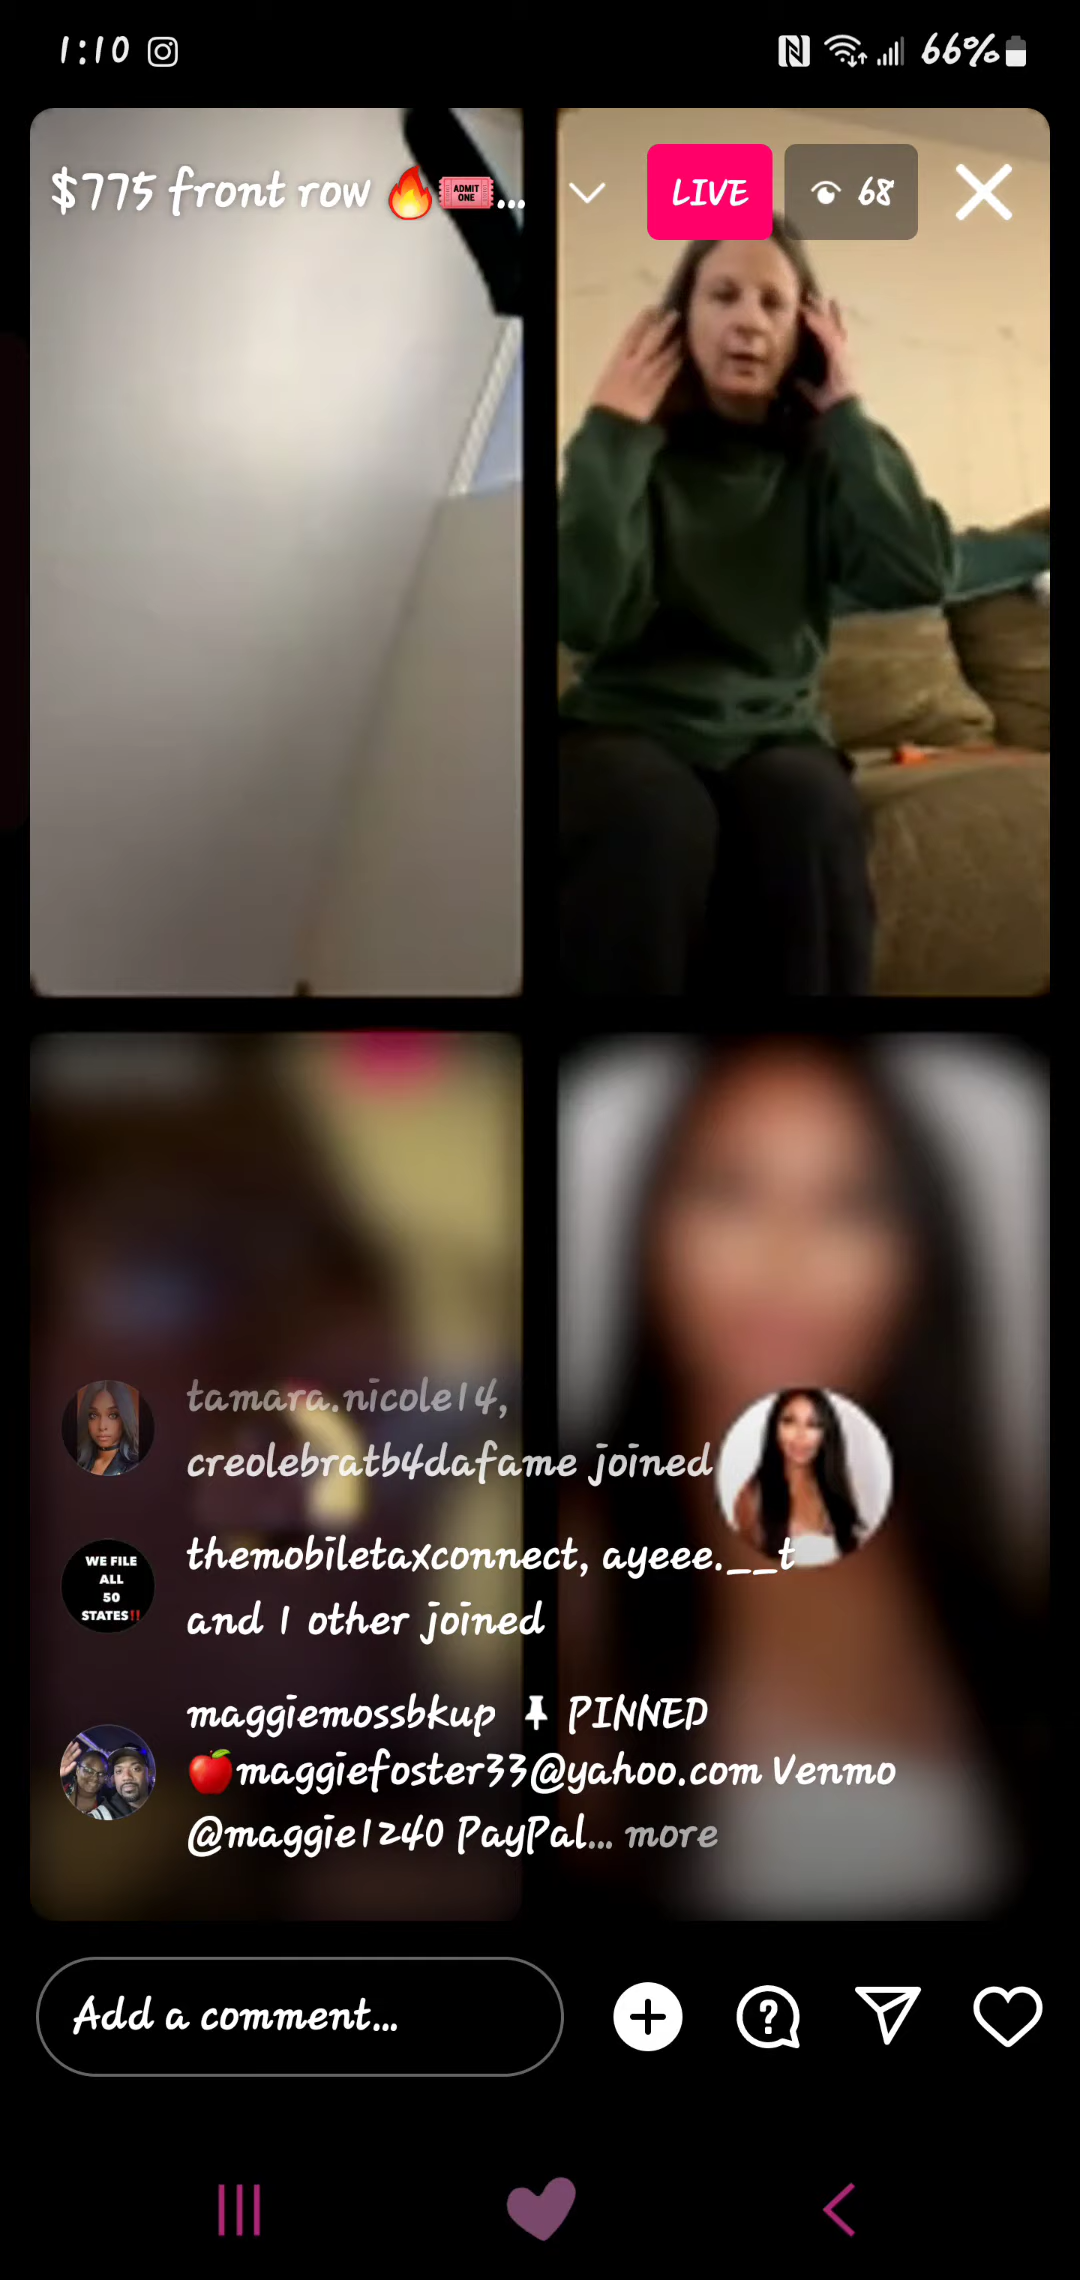 1:10 66%
$775 front row 🔥🎟... LIVE 68
ADMIT
ONE
tamara.nicole14,
creolebratb4dafame joined
WE FILE
ALL
50
STATES‼
themobiletaxconnect, ayeee.__t
and 1 other joined
maggiemossbkup 📌 PINNED
🍎maggiefoster33@yahoo.com Venmo
@maggie1240 PayPal... more
Add a comment...